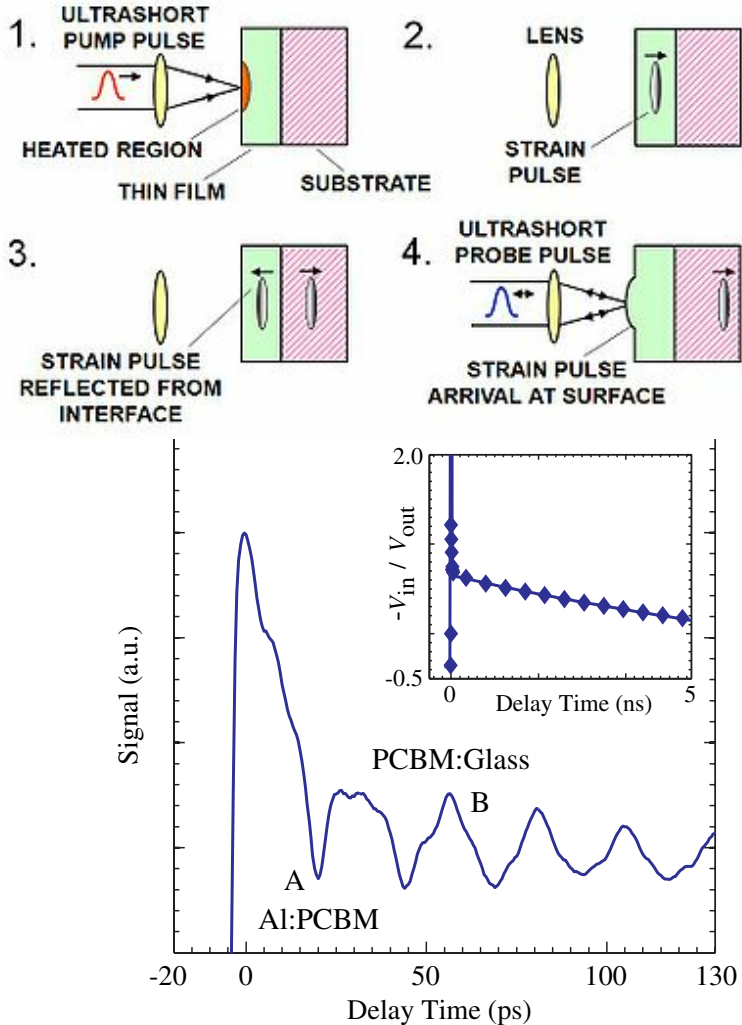 1.
ULTRASHORT
PUMP PULSE
HEATED REGION
THIN FILM
SUBSTRATE
2.
LENS
STRAIN
PULSE
3.
STRAIN PULSE
REFLECTED FROM
INTERFACE
4.
ULTRASHORT
PROBE PULSE
STRAIN PULSE
ARRIVAL AT SURFACE
Signal (a.u.)
2.0
-Vin / Vout
-0.5
0
5
Delay Time (ns)
PCBM:Glass
B
A
Al:PCBM
-20
0
50
100
130
Delay Time (ps)